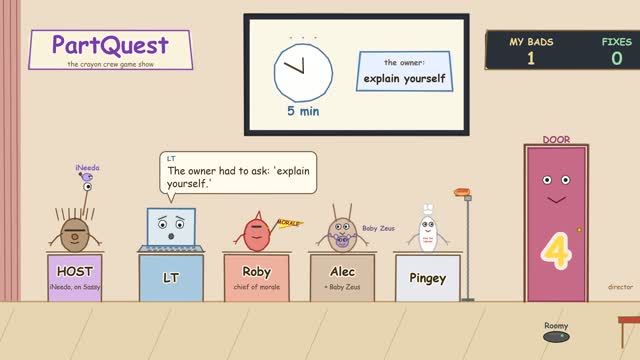 PartQuest
the crayon crew game show
the owner:
explain yourself
5 min
MY BADS
FIXES
1
0
iNeeda
LT
The owner had to ask: 'explain
yourself.'
DOOR
4
MORALE
Baby Zeus
HOST
iNeeda, on Sassy
LT
Roby
chief of morale
Alec
+ Baby Zeus
Pingey
director
Roomy